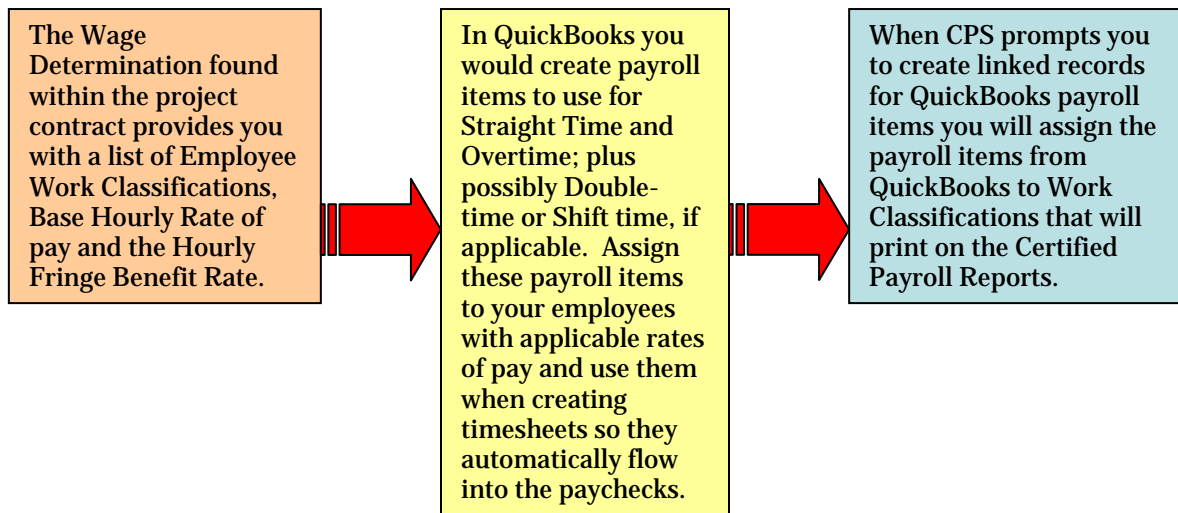 The Wage
Determination found
within the project
contract provides you
with a list of Employee
Work Classifications,
Base Hourly Rate of
pay and the Hourly
Fringe Benefit Rate.
In QuickBooks you
would create payroll
items to use for
Straight Time and
Overtime; plus
possibly Double-
time or Shift time, if
applicable.  Assign
these payroll items
to your employees
with applicable rates
of pay and use them
when creating
timesheets so they
automatically flow
into the paychecks.
When CPS prompts you
to create linked records
for QuickBooks payroll
items you will assign the
payroll items from
QuickBooks to Work
Classifications that will
print on the Certified
Payroll Reports.